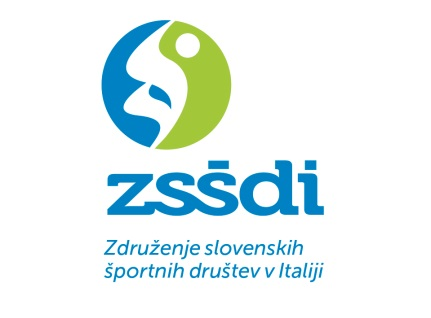 zsšdi
Združenje slovenskih
športnih društev v Italiji